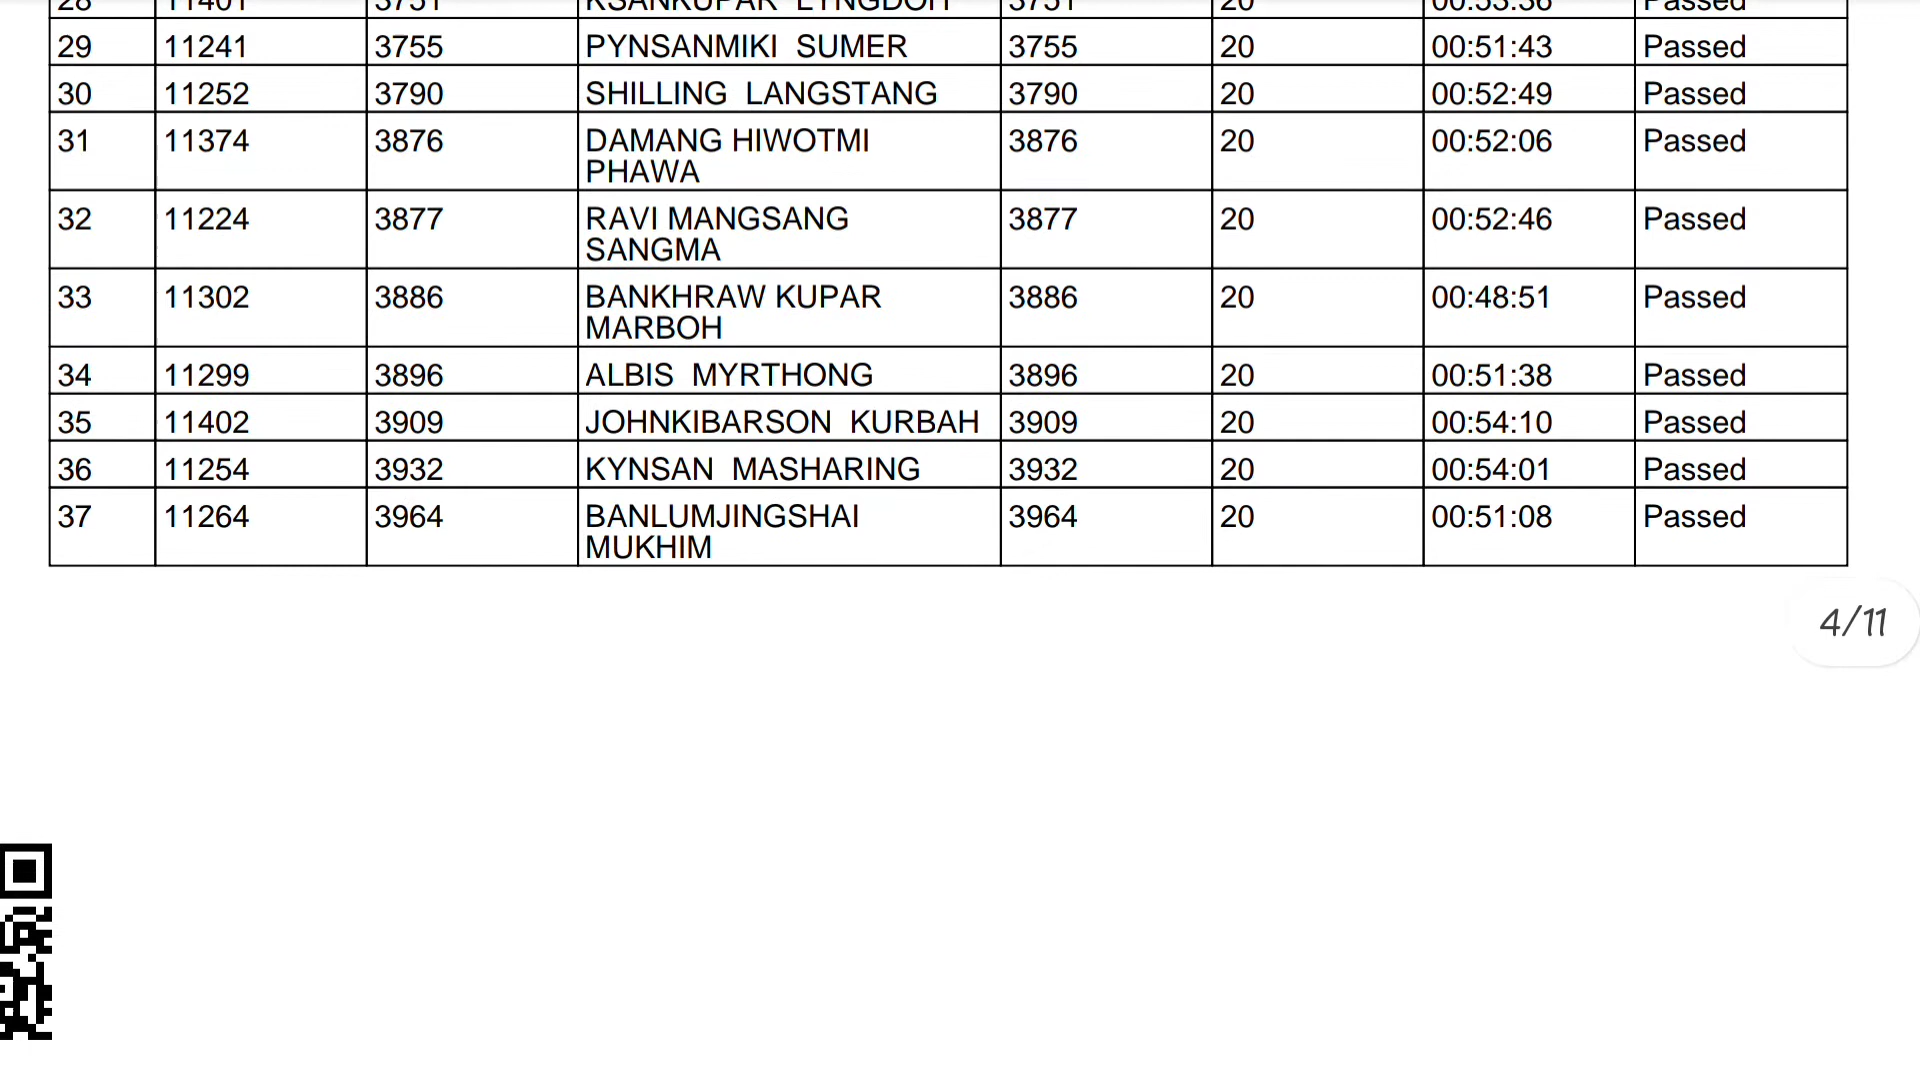 28 11401 3751 KSANKUPAR LYNGDOH 3751 20 00:53:36 Passed
29 11241 3755 PYNSANMIKI SUMER 3755 20 00:51:43 Passed
30 11252 3790 SHILLING LANGSTANG 3790 20 00:52:49 Passed
31 11374 3876 DAMANG HIWOTMI 3876 20 00:52:06 Passed
PHAWA
32 11224 3877 RAVI MANGSANG 3877 20 00:52:46 Passed
SANGMA
33 11302 3886 BANKHRAW KUPAR 3886 20 00:48:51 Passed
MARBOH
34 11299 3896 ALBIS MYRTHONG 3896 20 00:51:38 Passed
35 11402 3909 JOHNKIBARSON KURBAH 3909 20 00:54:10 Passed
36 11254 3932 KYNSAN MASHARING 3932 20 00:54:01 Passed
37 11264 3964 BANLUMJINGSHAI 3964 20 00:51:08 Passed
MUKHIM
4/11